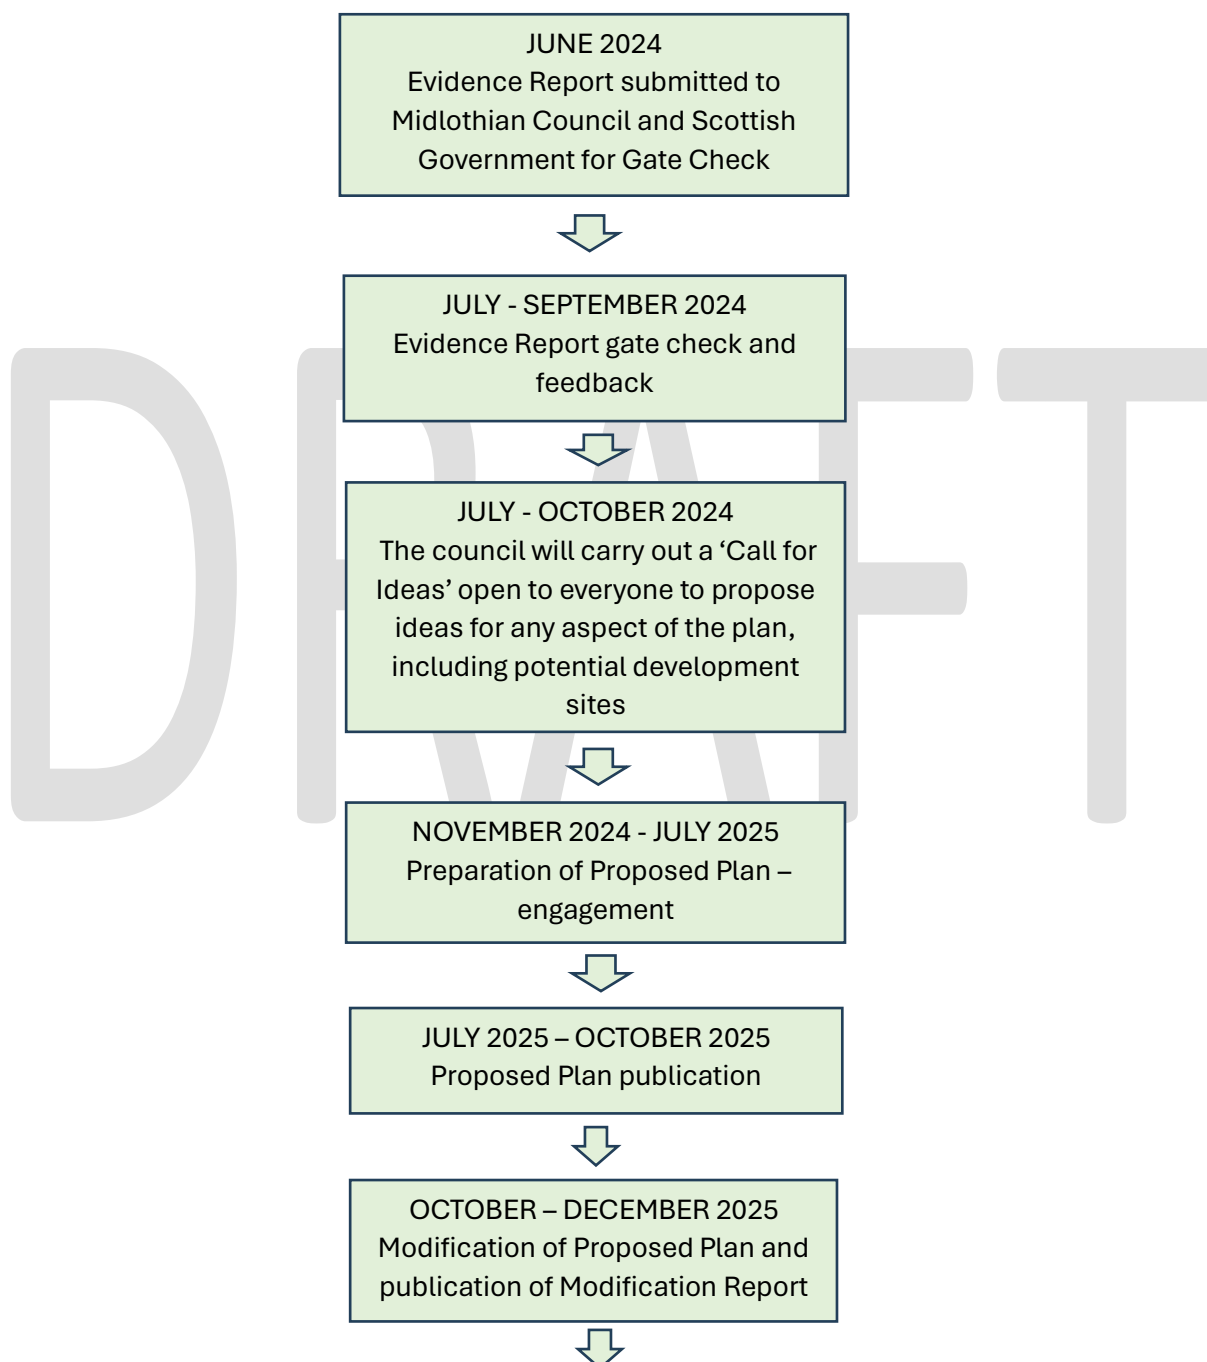 JUNE 2024
Evidence Report submitted to
Midlothian Council and Scottish
Government for Gate Check
JULY - SEPTEMBER 2024
Evidence Report gate check and
feedback
JULY - OCTOBER 2024
The council will carry out a ‘Call for
Ideas’ open to everyone to propose
ideas for any aspect of the plan,
including potential development
sites
NOVEMBER 2024 - JULY 2025
Preparation of Proposed Plan –
engagement
JULY 2025 – OCTOBER 2025
Proposed Plan publication
OCTOBER – DECEMBER 2025
Modification of Proposed Plan and
publication of Modification Report
DRAFT